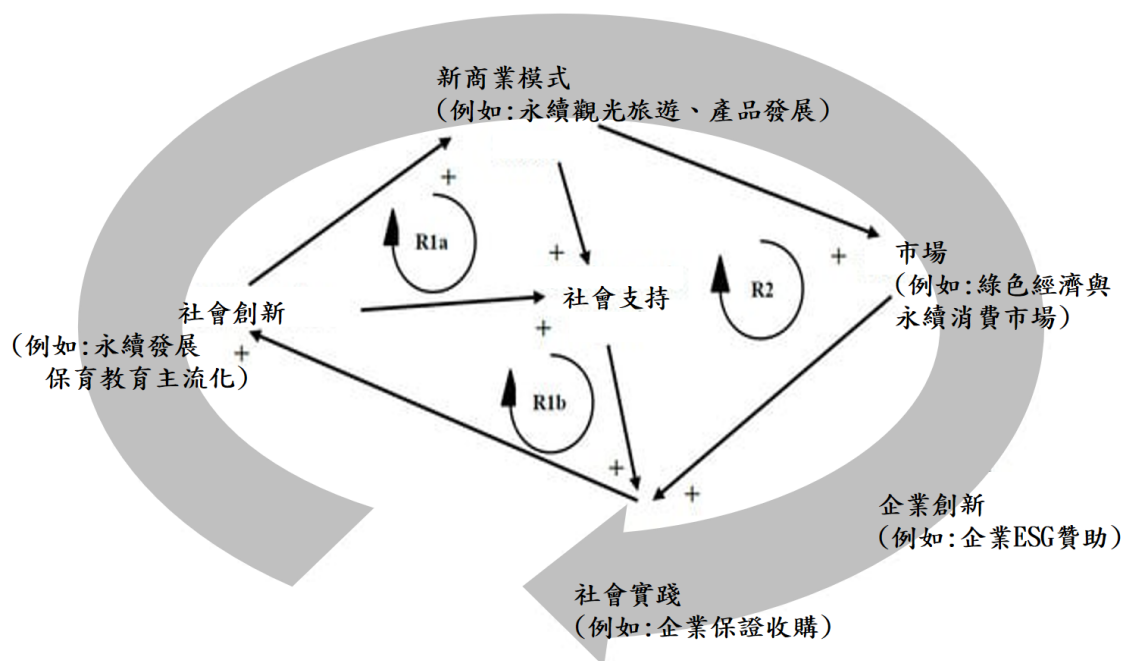 新商業模式
(例如:永續觀光旅遊、產品發展)
+
+
R1a
+
+
市場
(例如:綠色經濟與
永續消費市場)
R2
社會支持
社會創新
(例如:永續發展
保育教育主流化)
+
+
R1b
+
+
企業創新
(例如:企業ESG贊助)
社會實踐
(例如:企業保證收購)